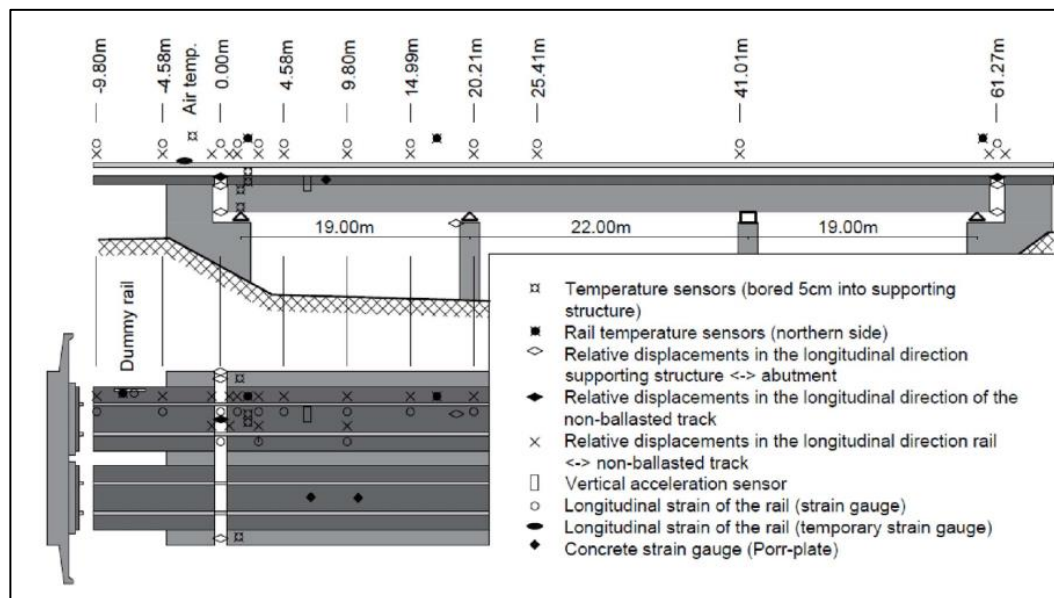 -9.80m
-4.58m
Air temp.
0.00m
4.58m
9.80m
14.99m
20.21m
25.41m
41.01m
61.27m
19.00m
22.00m
19.00m
Dummy rail
Temperature sensors (bored 5cm into supporting
structure)
Rail temperature sensors (northern side)
Relative displacements in the longitudinal direction
supporting structure <-> abutment
Relative displacements in the longitudinal direction of the
non-ballasted track
Relative displacements in the longitudinal direction rail
<-> non-ballasted track
Vertical acceleration sensor
Longitudinal strain of the rail (strain gauge)
Longitudinal strain of the rail (temporary strain gauge)
Concrete strain gauge (Porr-plate)